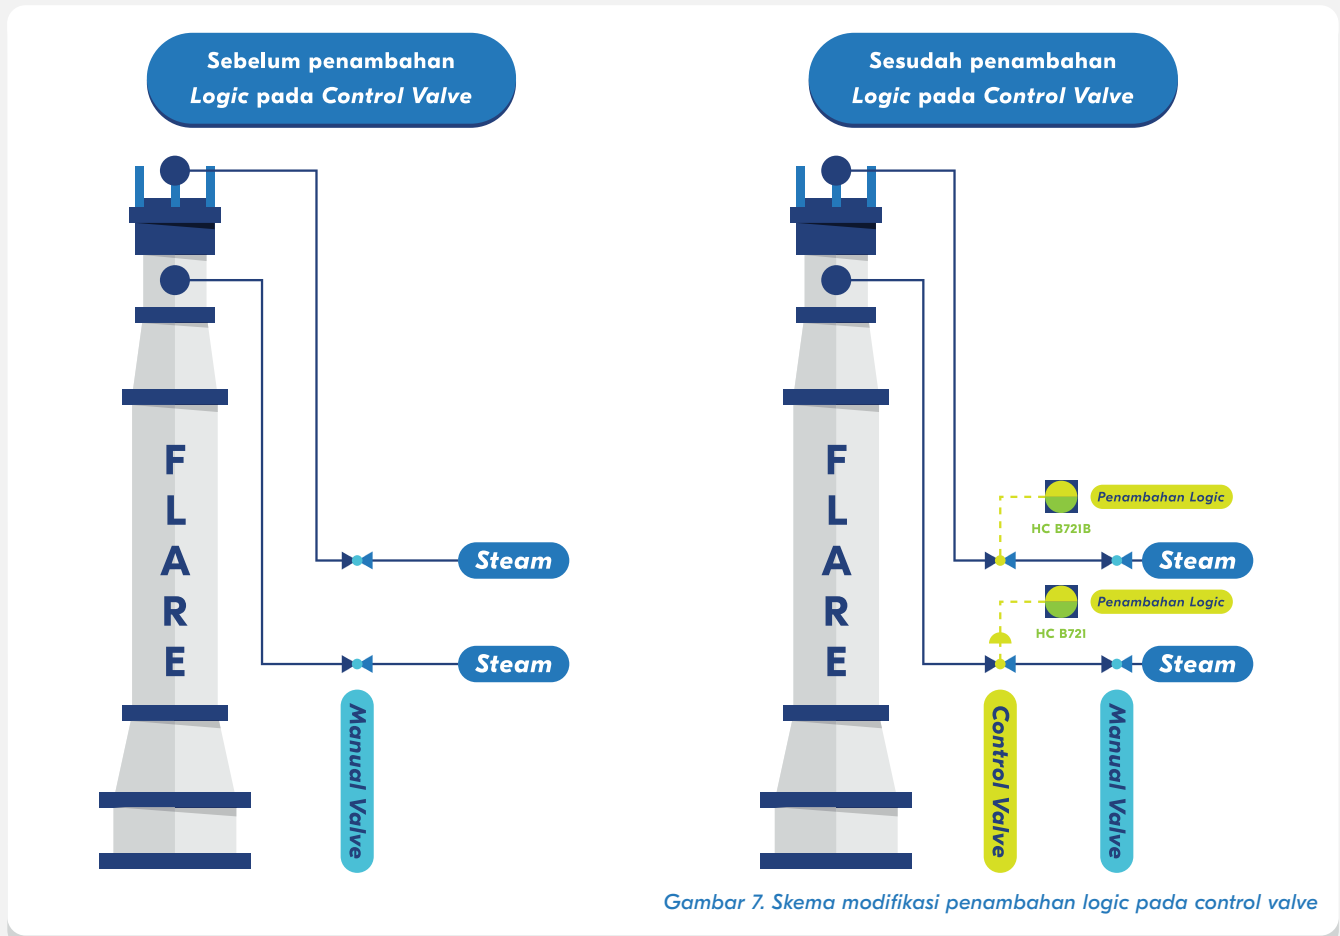 Sebelum penambahan
Logic pada Control Valve
FLARE
Steam
Steam
Manual Valve
Sesudah penambahan
Logic pada Control Valve
FLARE
Penambahan Logic
HC B721B
Steam
Penambahan Logic
HC B721
Steam
Control Valve
Manual Valve
Gambar 7. Skema modifikasi penambahan logic pada control valve